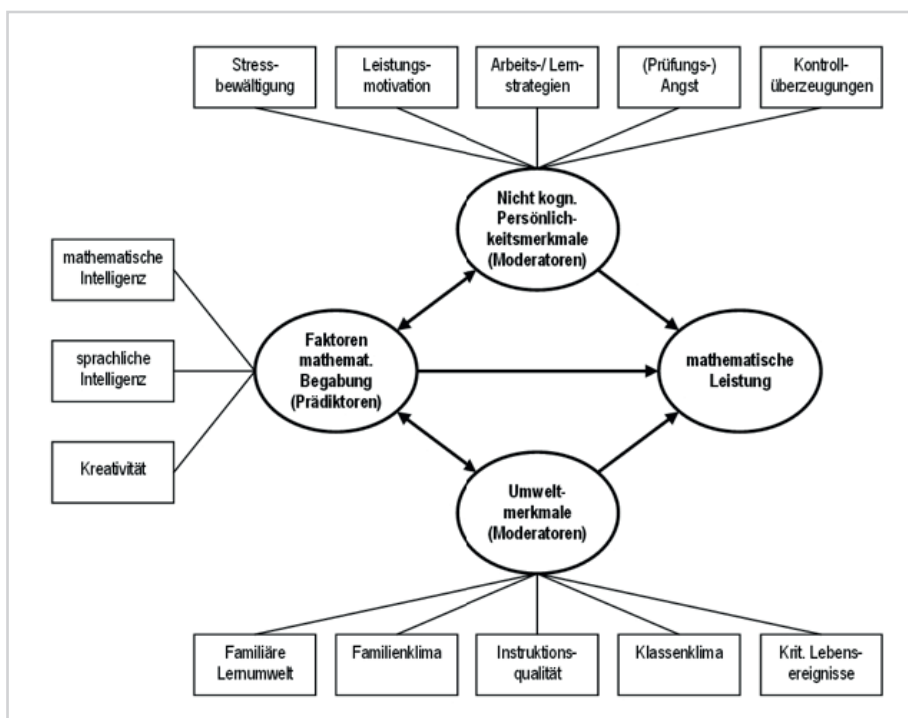 Stress-
bewältigung
Leistungs-
motivation
Arbeits-/ Lern-
strategien
(Prüfungs-)
Angst
Kontroll-
überzeugungen
Nicht kogn.
Persönlich-
keitsmerkmale
(Moderatoren)
mathematische
Intelligenz
sprachliche
Intelligenz
Kreativität
Faktoren
mathemat.
Begabung
(Prädiktoren)
mathematische
Leistung
Umwelt-
merkmale
(Moderatoren)
Familiäre
Lernumwelt
Familienklima
Instruktions-
qualität
Klassenklima
Krit. Lebens-
ereignisse